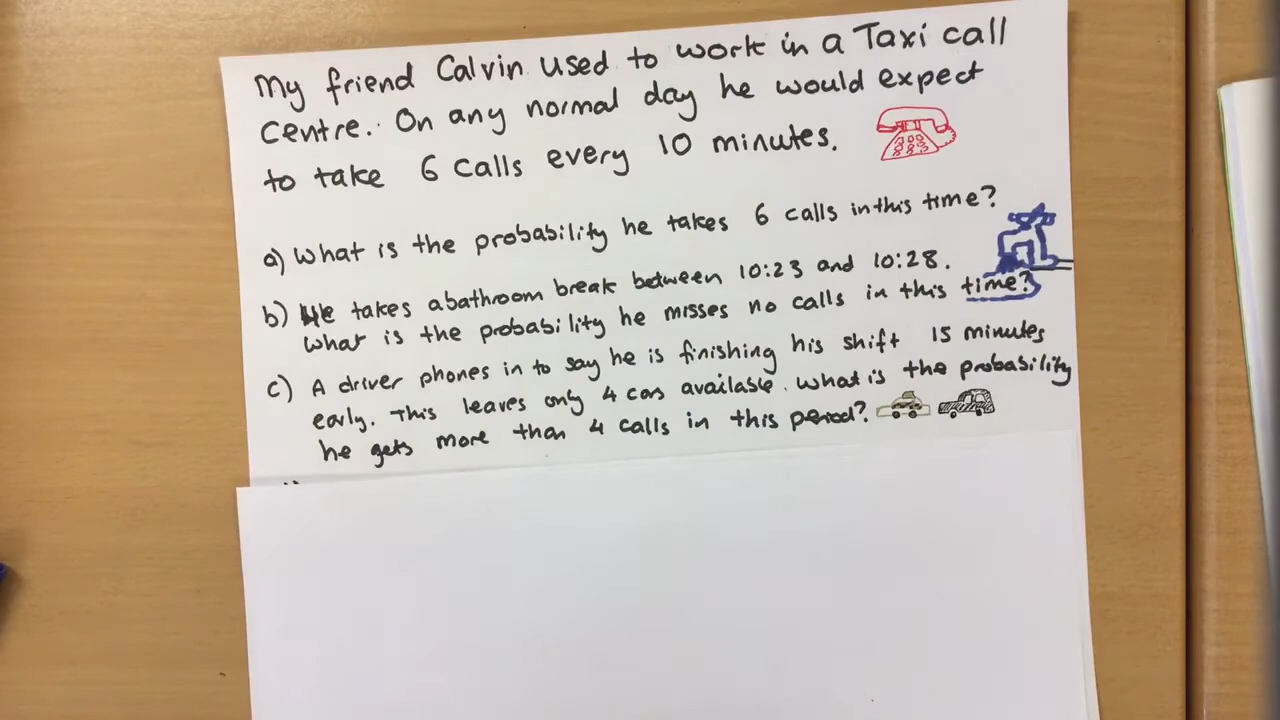 My friend Calvin used to work in a Taxi call
centre. On any normal day he would expect
to take 6 calls every 10 minutes.
a) What is the probability he takes 6 calls in this time?
b) He takes a bathroom break between 10:23 and 10:28.
What is the probability he misses no calls in this time?
c) A driver phones in to say he is finishing his shift 15 minutes
early. This leaves only 4 cars available. What is the probability
he gets more than 4 calls in this period?